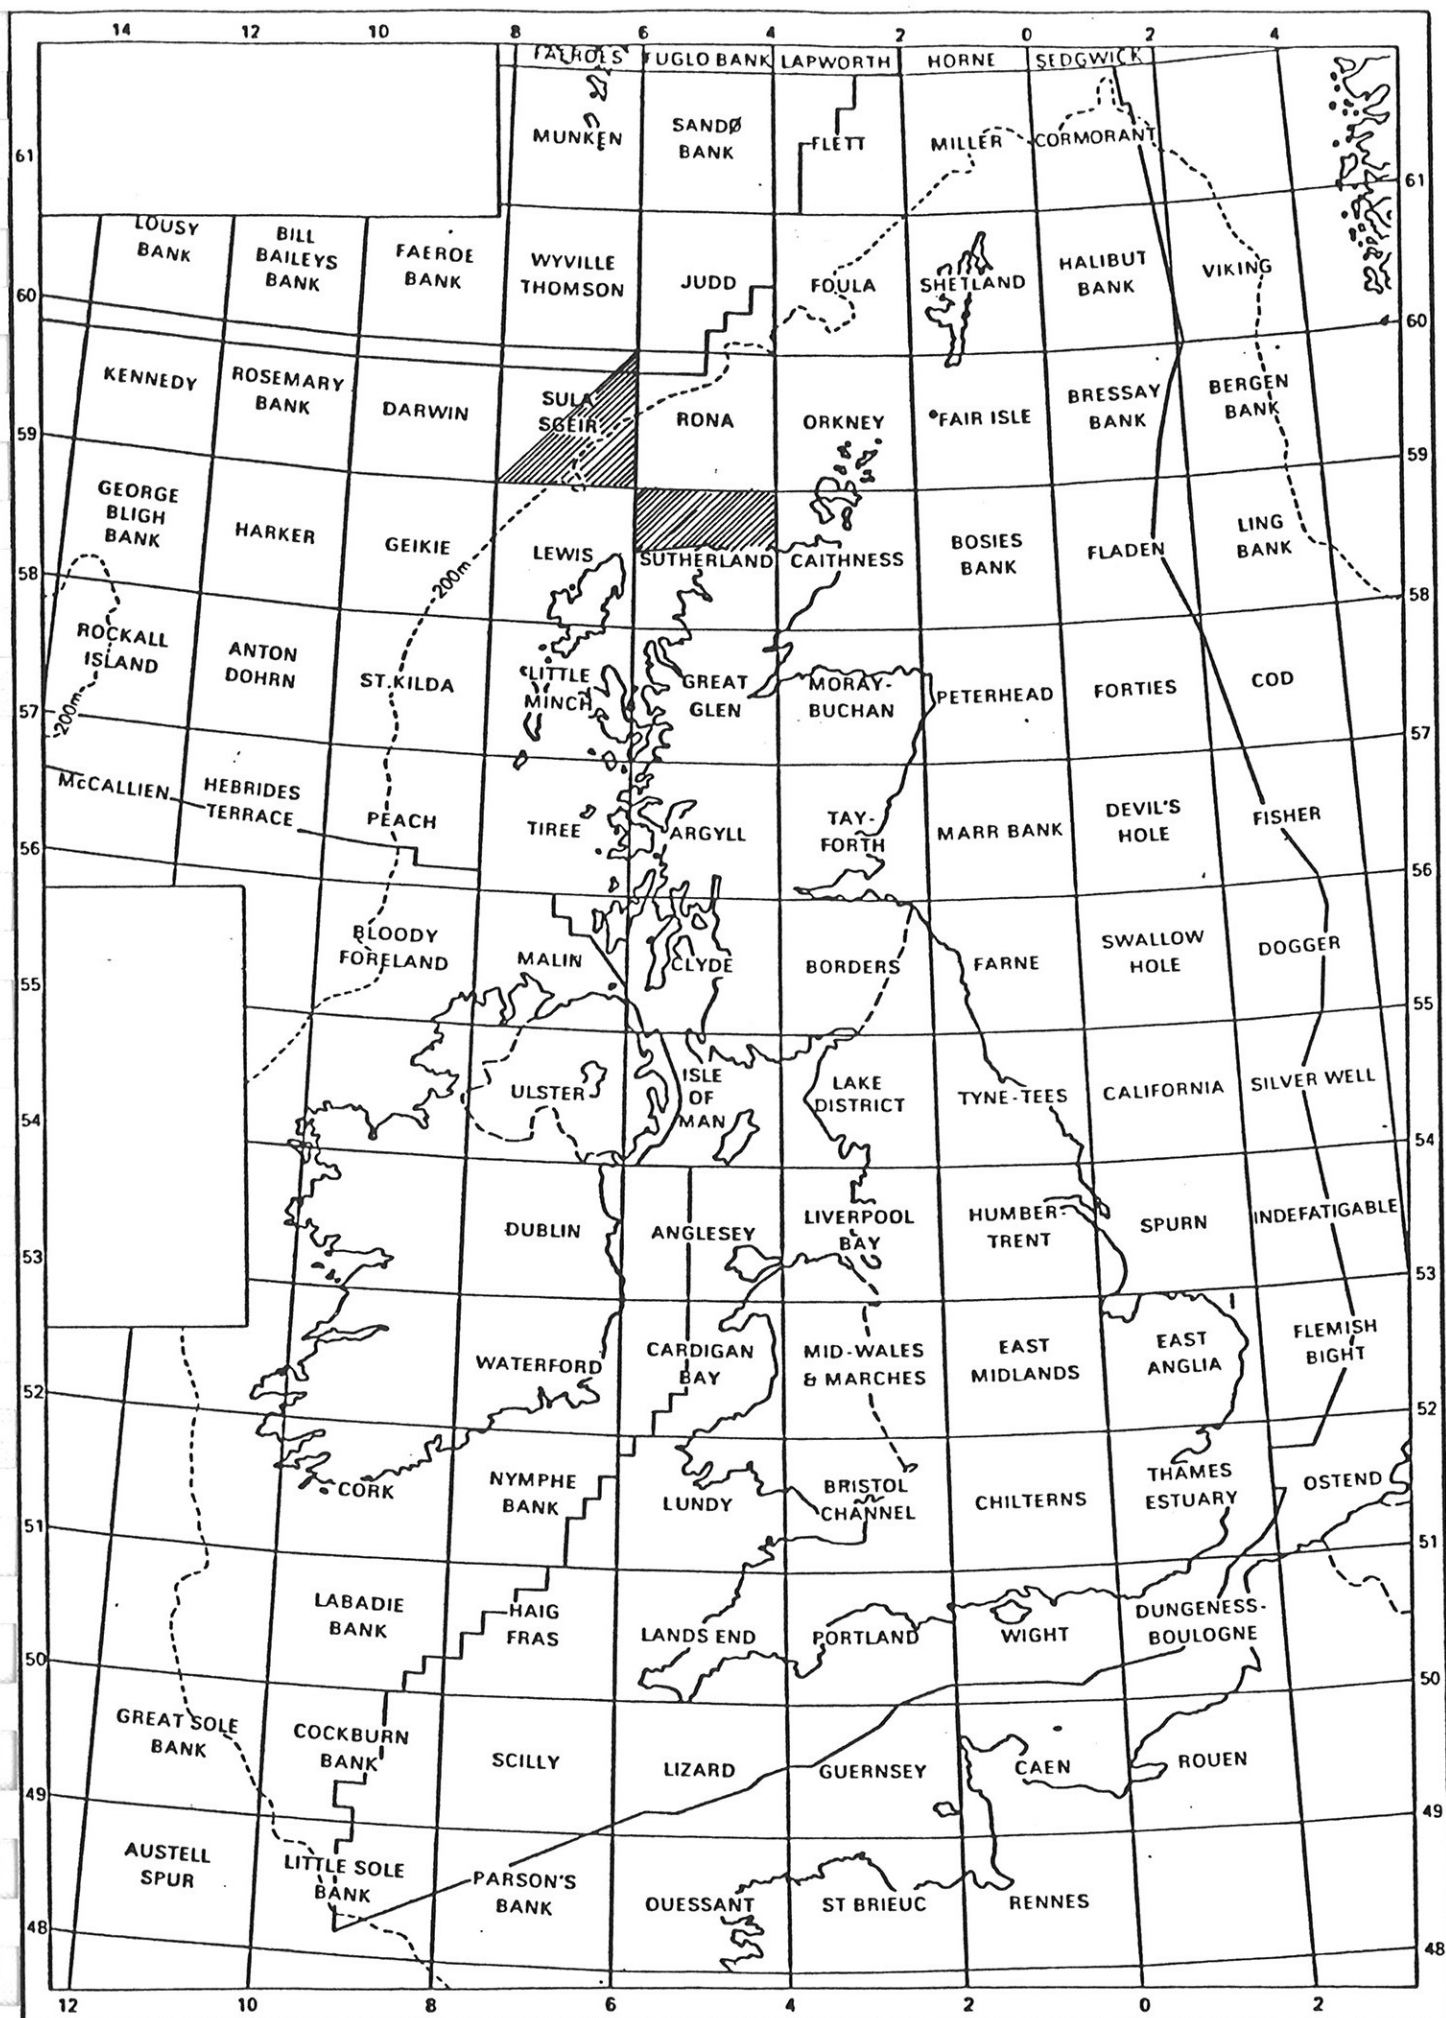 14 12 10 8 6 4 2 0 2 4
FAEROES FUGLO BANK LAPWORTH HORNE SEDGWICK
MUNKEN
SANDØ
BANK
FLETT
MILLER
CORMORANT
61
61
LOUSY
BANK
BILL
BAILEYS
BANK
FAEROE
BANK
WYVILLE
THOMSON
JUDD
FOULA
SHETLAND
HALIBUT
BANK
VIKING
60
60
KENNEDY
ROSEMARY
BANK
DARWIN
SULA
SGEIR
RONA
ORKNEY
FAIR ISLE
BRESSAY
BANK
BERGEN
BANK
59
59
GEORGE
BLIGH
BANK
HARKER
GEIKIE
200m
LEWIS
SUTHERLAND
CAITHNESS
BOSIES
BANK
FLADEN
LING
BANK
58
58
ROCKALL
ISLAND
200m
ANTON
DOHRN
ST.KILDA
LITTLE
MINCH
GREAT
GLEN
MORAY-
BUCHAN
PETERHEAD
FORTIES
COD
57
57
McCALLIEN
HEBRIDES
TERRACE
PEACH
TIREE
ARGYLL
TAY-
FORTH
MARR BANK
DEVIL'S
HOLE
FISHER
56
56
BLOODY
FORELAND
MALIN
CLYDE
BORDERS
FARNE
SWALLOW
HOLE
DOGGER
55
55
ULSTER
ISLE
OF
MAN
LAKE
DISTRICT
TYNE-TEES
CALIFORNIA
SILVER WELL
54
54
DUBLIN
ANGLESEY
LIVERPOOL
BAY
HUMBER-
TRENT
SPURN
INDEFATIGABLE
53
53
WATERFORD
CARDIGAN
BAY
MID-WALES
& MARCHES
EAST
MIDLANDS
EAST
ANGLIA
FLEMISH
BIGHT
52
52
CORK
NYMPHE
BANK
LUNDY
BRISTOL
CHANNEL
CHILTERNS
THAMES
ESTUARY
OSTEND
51
51
LABADIE
BANK
HAIG
FRAS
LANDS END
PORTLAND
WIGHT
DUNGENESS-
BOULOGNE
50
50
GREAT SOLE
BANK
COCKBURN
BANK
SCILLY
LIZARD
GUERNSEY
CAEN
ROUEN
49
49
AUSTELL
SPUR
LITTLE SOLE
BANK
PARSON'S
BANK
OUESSANT
ST BRIEUC
RENNES
48
48
12 10 8 6 4 2 0 2